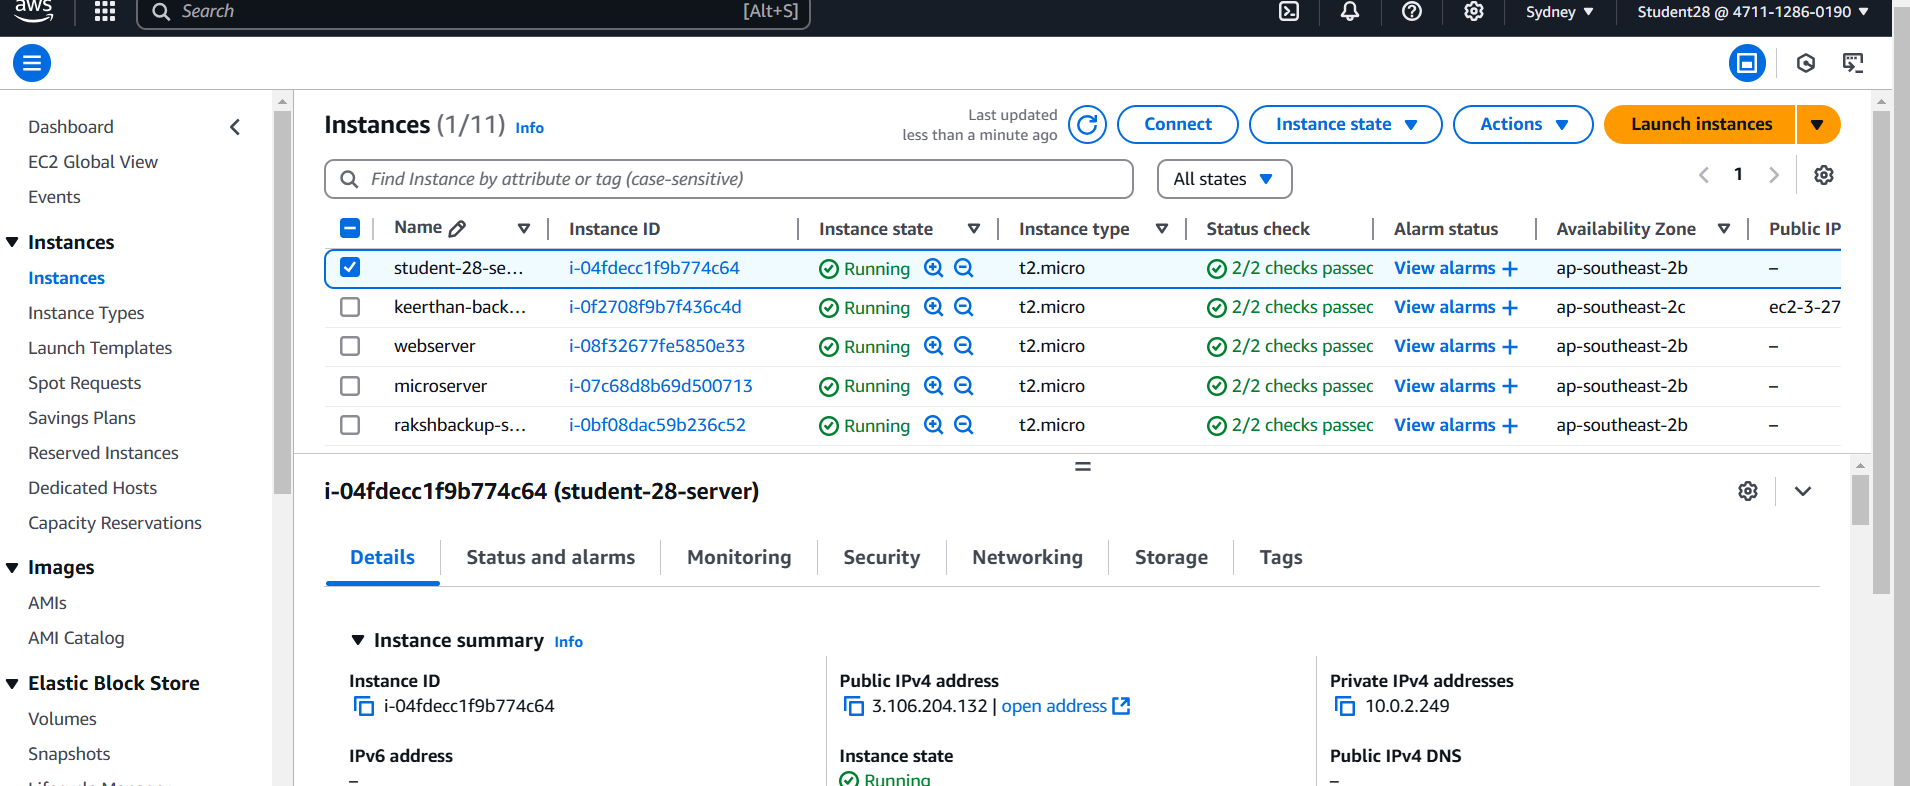 aws
Search [Alt+S]
Sydney
Student28 @ 4711-1286-0190
Dashboard
EC2 Global View
Events
Instances
Instances
Instance Types
Launch Templates
Spot Requests
Savings Plans
Reserved Instances
Dedicated Hosts
Capacity Reservations
Images
AMIs
AMI Catalog
Elastic Block Store
Volumes
Snapshots
Lifecycle Manager
Instances (1/11) Info
Last updated
less than a minute ago
Connect
Instance state
Actions
Launch instances
Find Instance by attribute or tag (case-sensitive)
All states
1
Name Instance ID Instance state Instance type Status check Alarm status Availability Zone Public IP
student-28-se... i-04fdecc1f9b774c64 Running t2.micro 2/2 checks passec View alarms + ap-southeast-2b –
keerthan-back... i-0f2708f9b7f436c4d Running t2.micro 2/2 checks passec View alarms + ap-southeast-2c ec2-3-27
webserver i-08f32677fe5850e33 Running t2.micro 2/2 checks passec View alarms + ap-southeast-2b –
microserver i-07c68d8b69d500713 Running t2.micro 2/2 checks passec View alarms + ap-southeast-2b –
rakshbackup-s... i-0bf08dac59b236c52 Running t2.micro 2/2 checks passec View alarms + ap-southeast-2b –
i-04fdecc1f9b774c64 (student-28-server)
Details Status and alarms Monitoring Security Networking Storage Tags
Instance summary Info
Instance ID
i-04fdecc1f9b774c64
Public IPv4 address
3.106.204.132 | open address
Private IPv4 addresses
10.0.2.249
IPv6 address
–
Instance state
Running
Public IPv4 DNS
–